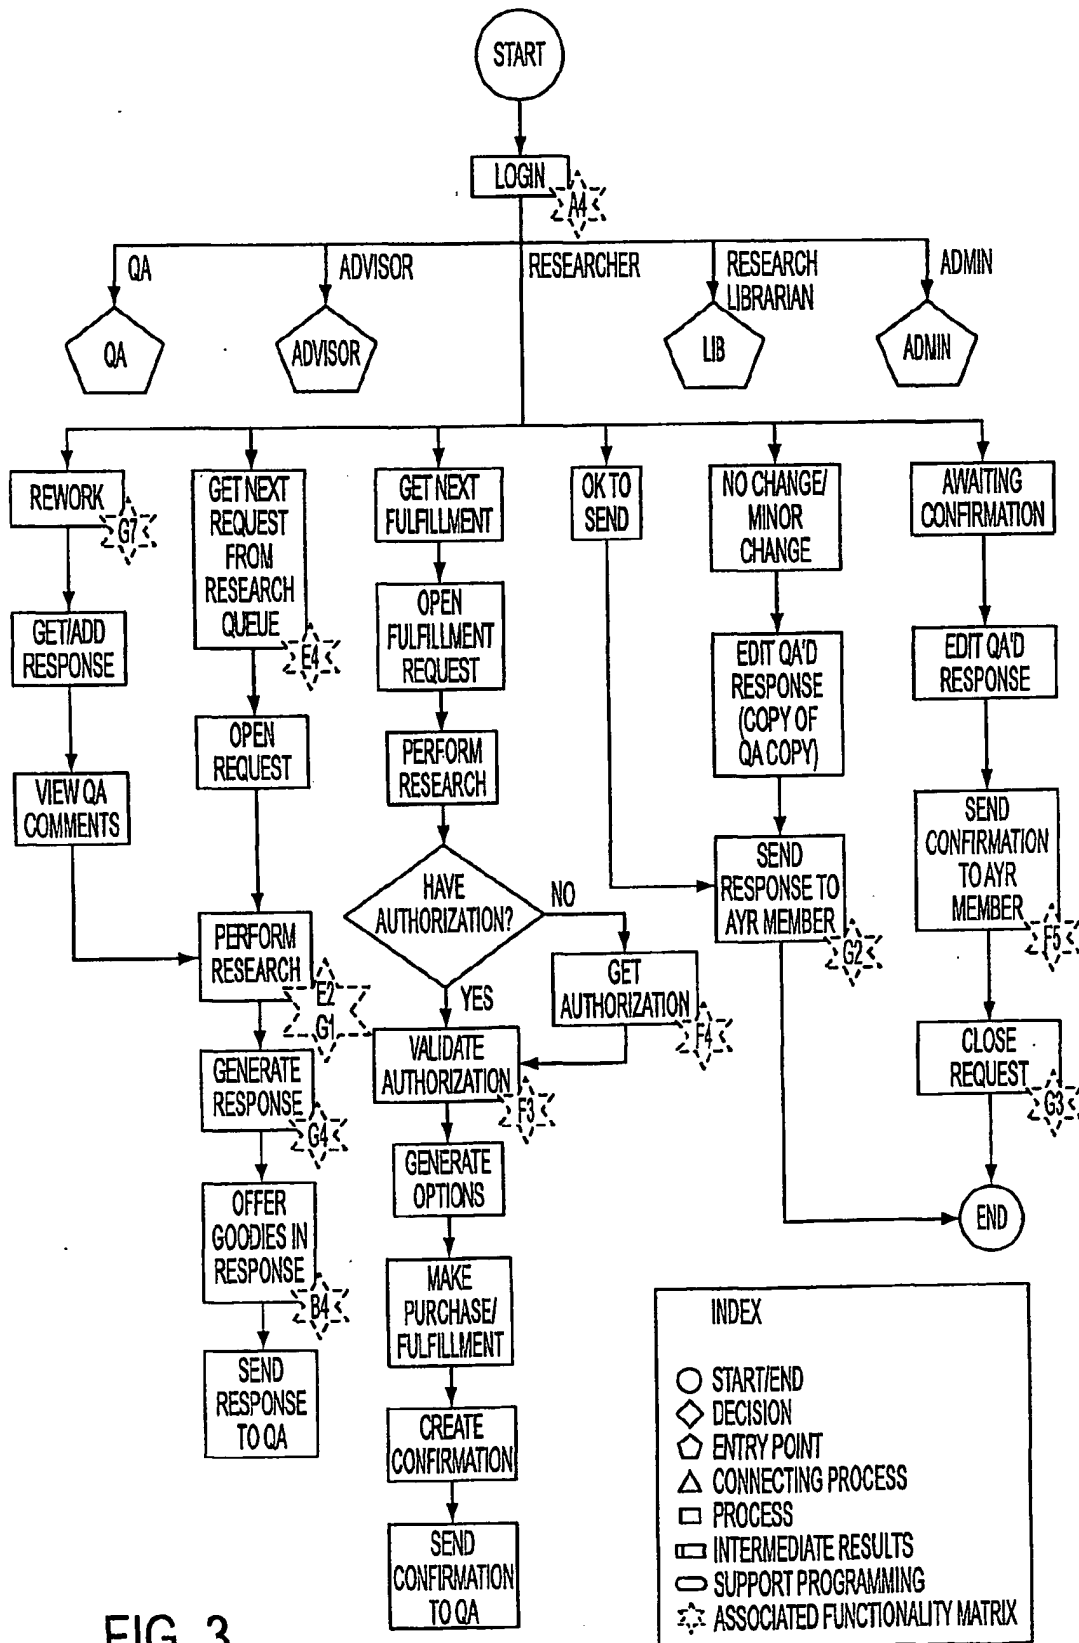 START
LOGIN
A4
QA
ADVISOR
RESEARCHER
RESEARCH
LIBRARIAN
ADMIN
QA
ADVISOR
LIB
ADMIN
REWORK
G7
GET/ADD
RESPONSE
VIEW QA
COMMENTS
GET NEXT
REQUEST
FROM
RESEARCH
QUEUE
E4
OPEN
REQUEST
PERFORM
RESEARCH
E2
G1
GENERATE
RESPONSE
G4
OFFER
GOODIES IN
RESPONSE
B4
SEND
RESPONSE
TO QA
GET NEXT
FULFILLMENT
OPEN
FULFILLMENT
REQUEST
PERFORM
RESEARCH
HAVE
AUTHORIZATION?
NO
YES
GET
AUTHORIZATION
F4
VALIDATE
AUTHORIZATION
F3
GENERATE
OPTIONS
MAKE
PURCHASE/
FULFILLMENT
CREATE
CONFIRMATION
SEND
CONFIRMATION
TO QA
OK TO
SEND
NO CHANGE/
MINOR
CHANGE
EDIT QA'D
RESPONSE
(COPY OF
QA COPY)
SEND
RESPONSE TO
AYR MEMBER
G2
AWAITING
CONFIRMATION
EDIT QA'D
RESPONSE
SEND
CONFIRMATION
TO AYR
MEMBER
F5
CLOSE
REQUEST
G3
END
INDEX
START/END
DECISION
ENTRY POINT
CONNECTING PROCESS
PROCESS
INTERMEDIATE RESULTS
SUPPORT PROGRAMMING
ASSOCIATED FUNCTIONALITY MATRIX
FIG. 3